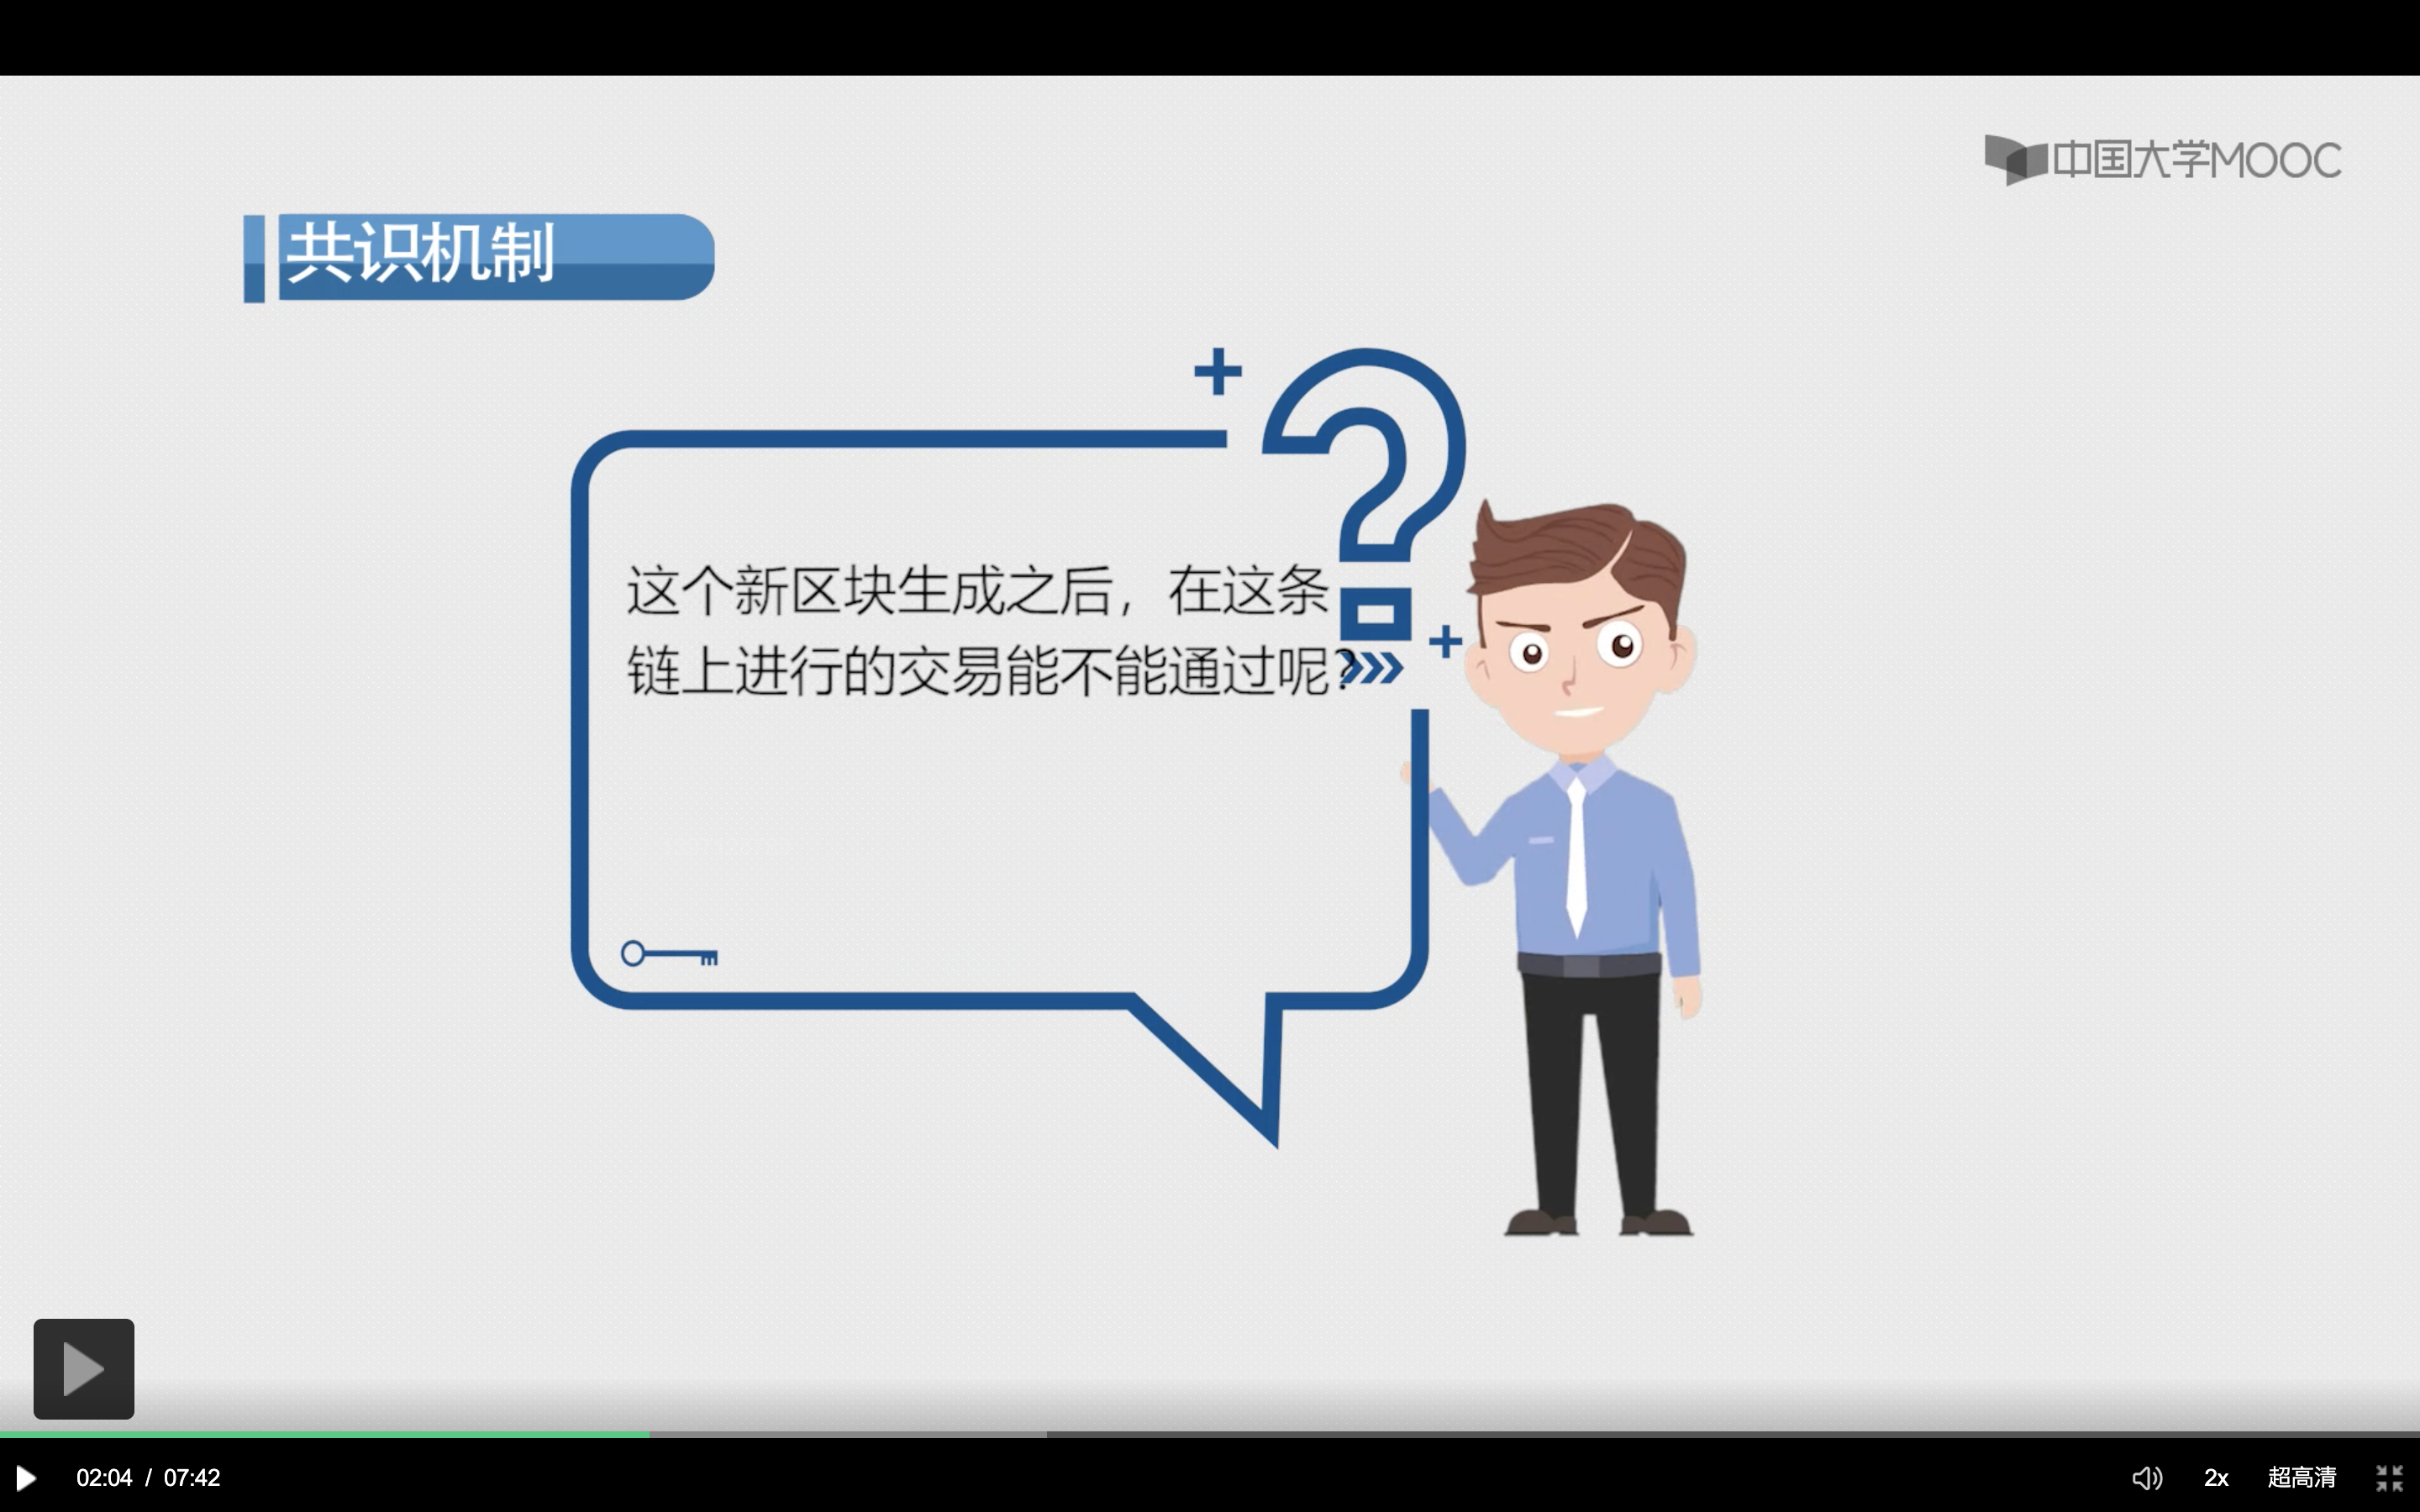 中国大学MOOC
共识机制
这个新区块生成之后，在这条
链上进行的交易能不能通过呢?
02:04 / 07:42
2x
超高清